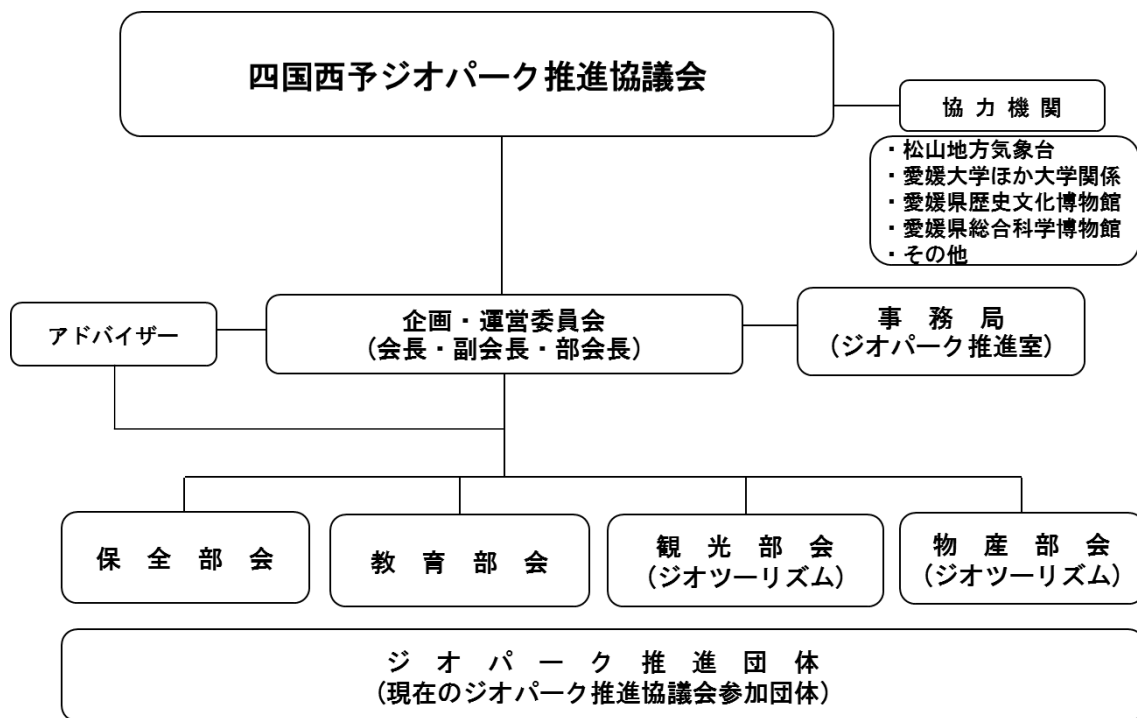 四国西予ジオパーク推進協議会
協 力 機 関
・松山地方気象台
・愛媛大学ほか大学関係
・愛媛県歴史文化博物館
・愛媛県総合科学博物館
・その他
アドバイザー
企画・運営委員会
(会長・副会長・部会長)
事 務 局
(ジオパーク推進室)
保 全 部 会
教 育 部 会
観 光 部 会
(ジオツーリズム)
物 産 部 会
(ジオツーリズム)
ジ オ パ ー ク 推 進 団 体
(現在のジオパーク推進協議会参加団体)